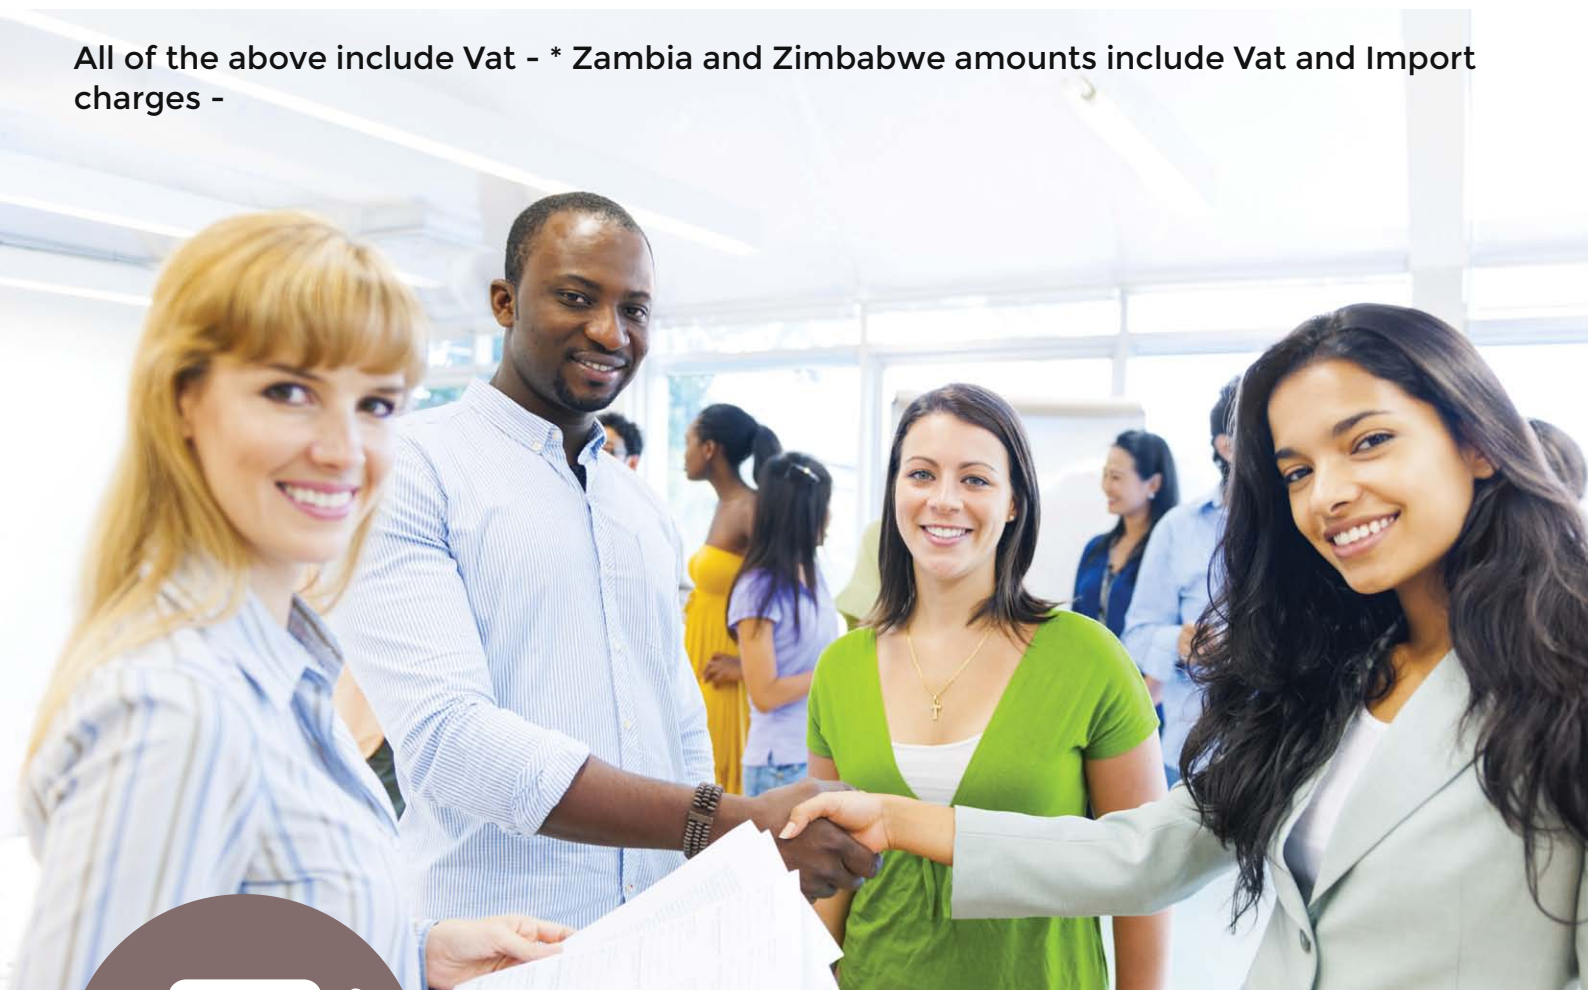 All of the above include Vat - * Zambia and Zimbabwe amounts include Vat and Import
charges -